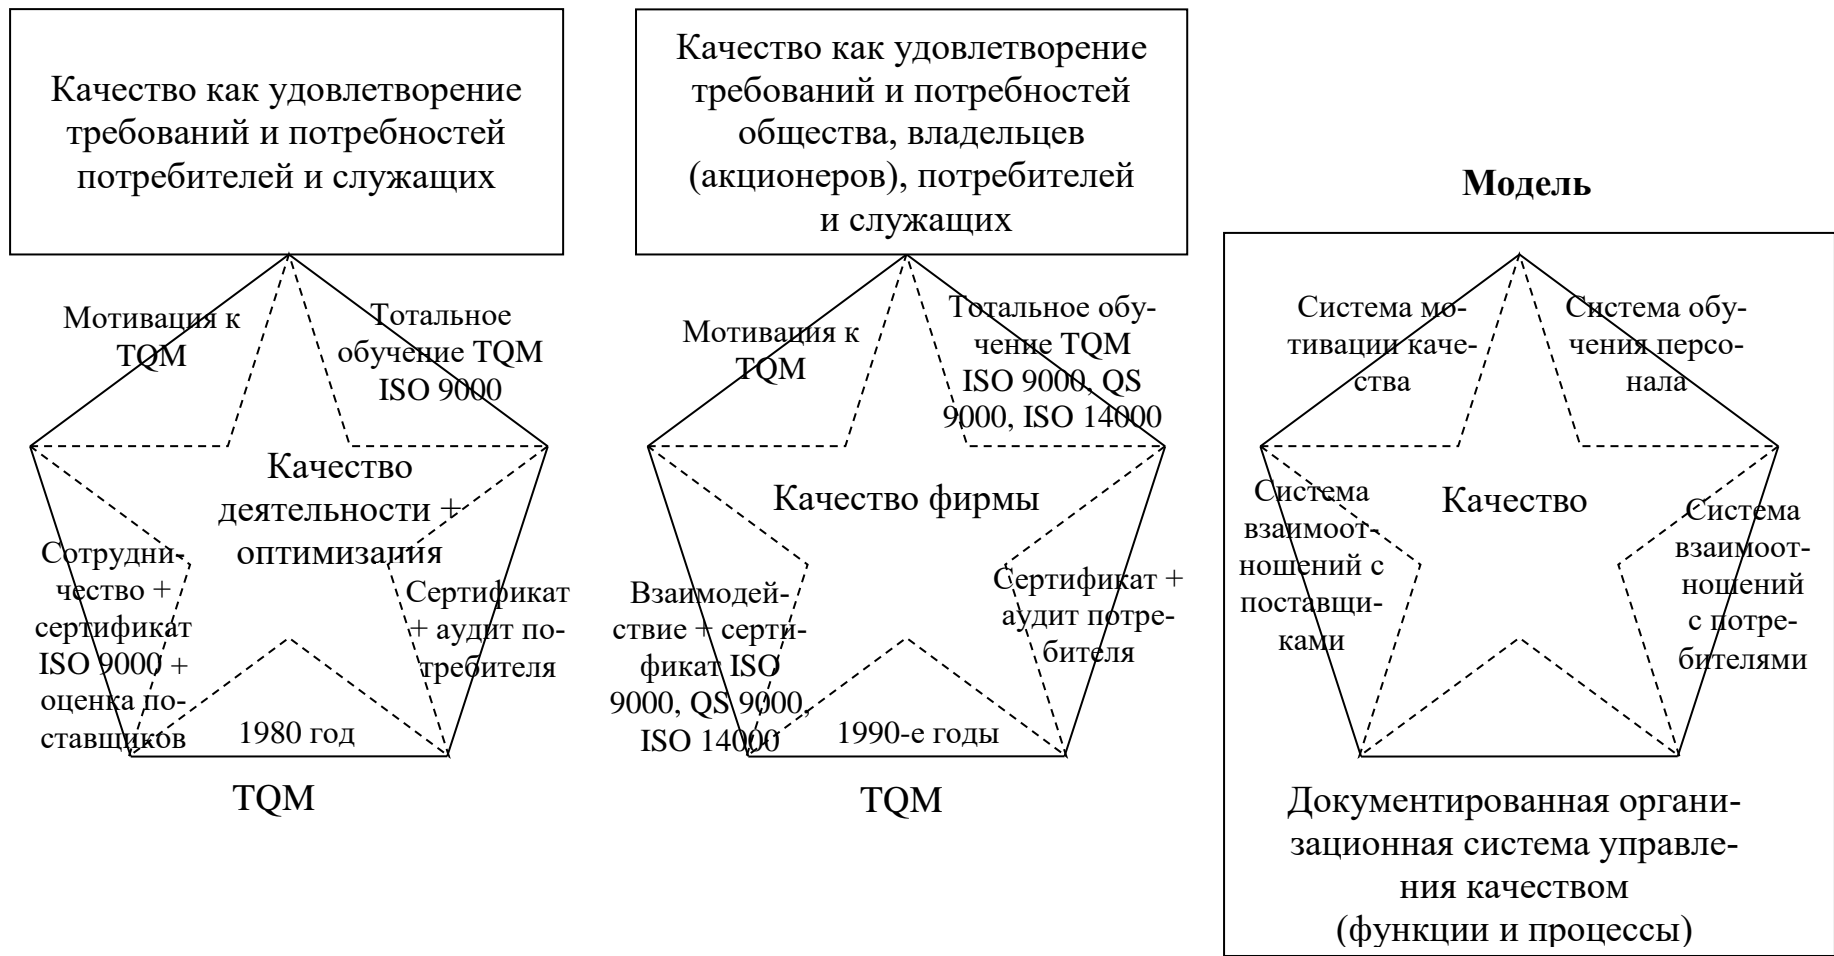 Качество как удовлетворение
требований и потребностей
потребителей и служащих
Мотивация к
TQM
Тотальное
обучение TQM
ISO 9000
Качество
деятельности +
оптимизация
Сотрудни-
чество +
сертификат
ISO 9000 +
оценка по-
ставщиков
Сертификат
+ аудит по-
требителя
1980 год
TQM
Качество как удовлетворение
требований и потребностей
общества, владельцев
(акционеров), потребителей
и служащих
Мотивация к
TQM
Тотальное обу-
чение TQM
ISO 9000, QS
9000, ISO 14000
Качество фирмы
Взаимодей-
ствие + серти-
фикат ISO
9000, QS 9000,
ISO 14000
Сертификат +
аудит потре-
бителя
1990-е годы
TQM
Модель
Система мо-
тивации каче-
ства
Система обу-
чения персо-
нала
Качество
Система
взаимоот-
ношений с
поставщи-
ками
Система
взаимоот-
ношений
с потре-
бителями
Документированная органи-
зационная система управле-
ния качеством
(функции и процессы)